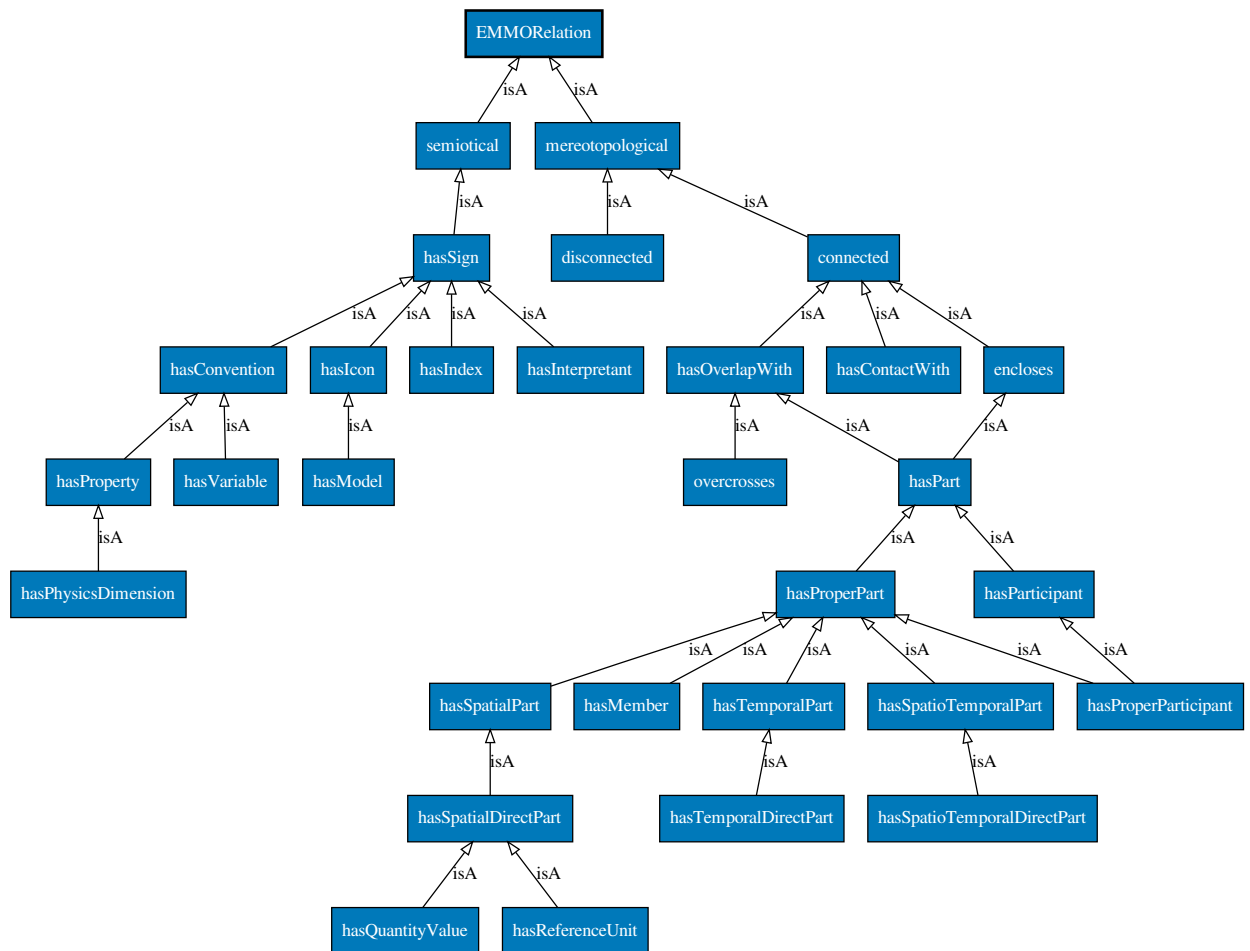 EMMORelation
isA isA
semiotical mereotopological
isA isA isA
hasSign disconnected connected
isA isA isA isA isA isA isA
hasConvention hasIcon hasIndex hasInterpretant hasOverlapWith hasContactWith encloses
isA isA isA isA isA isA
hasProperty hasVariable hasModel overcrosses hasPart
isA isA isA
hasPhysicsDimension hasProperPart hasParticipant
isA isA isA isA isA isA
hasSpatialPart hasMember hasTemporalPart hasSpatioTemporalPart hasProperParticipant
isA isA isA
hasSpatialDirectPart hasTemporalDirectPart hasSpatioTemporalDirectPart
isA isA
hasQuantityValue hasReferenceUnit